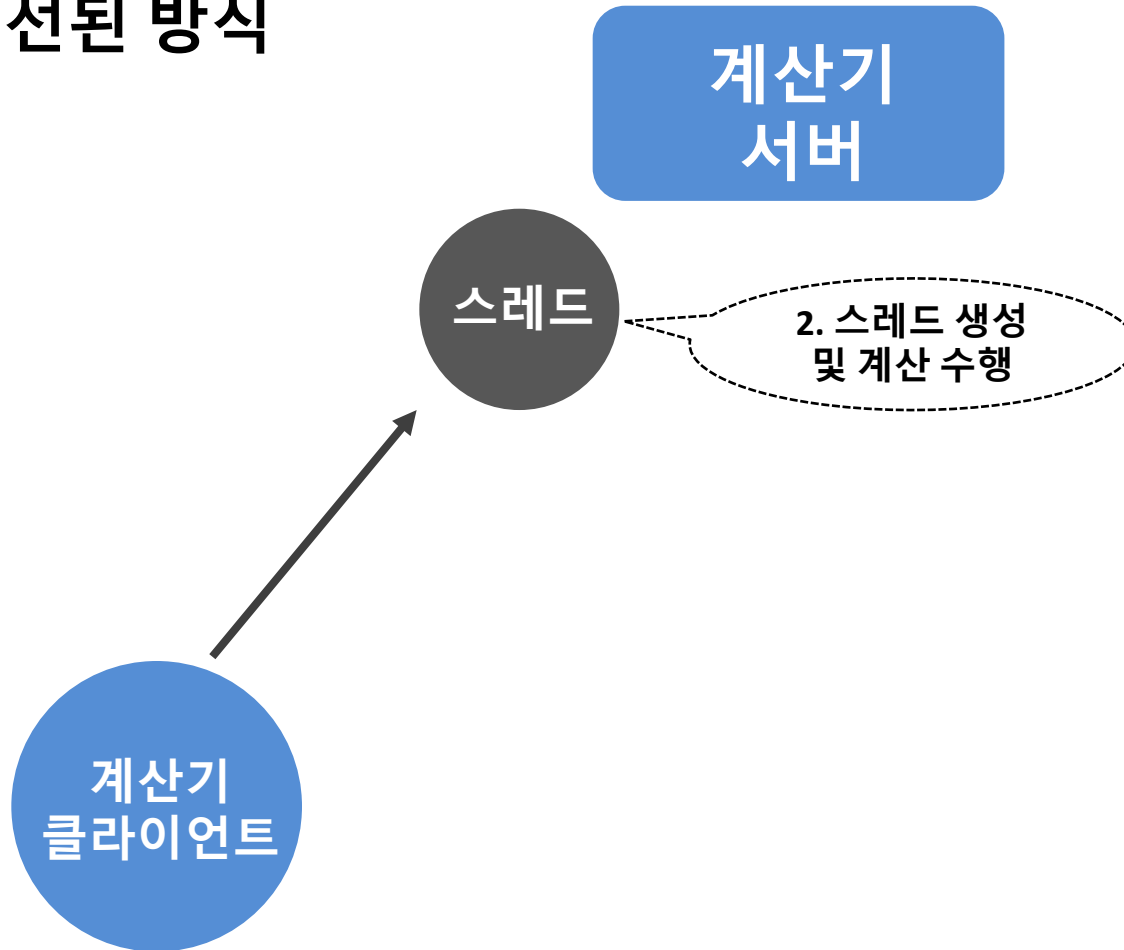 선된 방식
계산기
서버
스레드
2. 스레드 생성
및 계산 수행
계산기
클라이언트